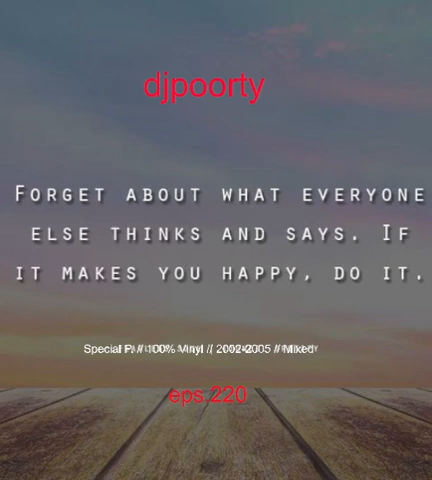 djpoorty
FORGET ABOUT WHAT EVERYONE
ELSE THINKS AND SAYS. IF
IT MAKES YOU HAPPY, DO IT.
Special P. // 100% Vinyl // 2002-2005 // Mixed
eps.220